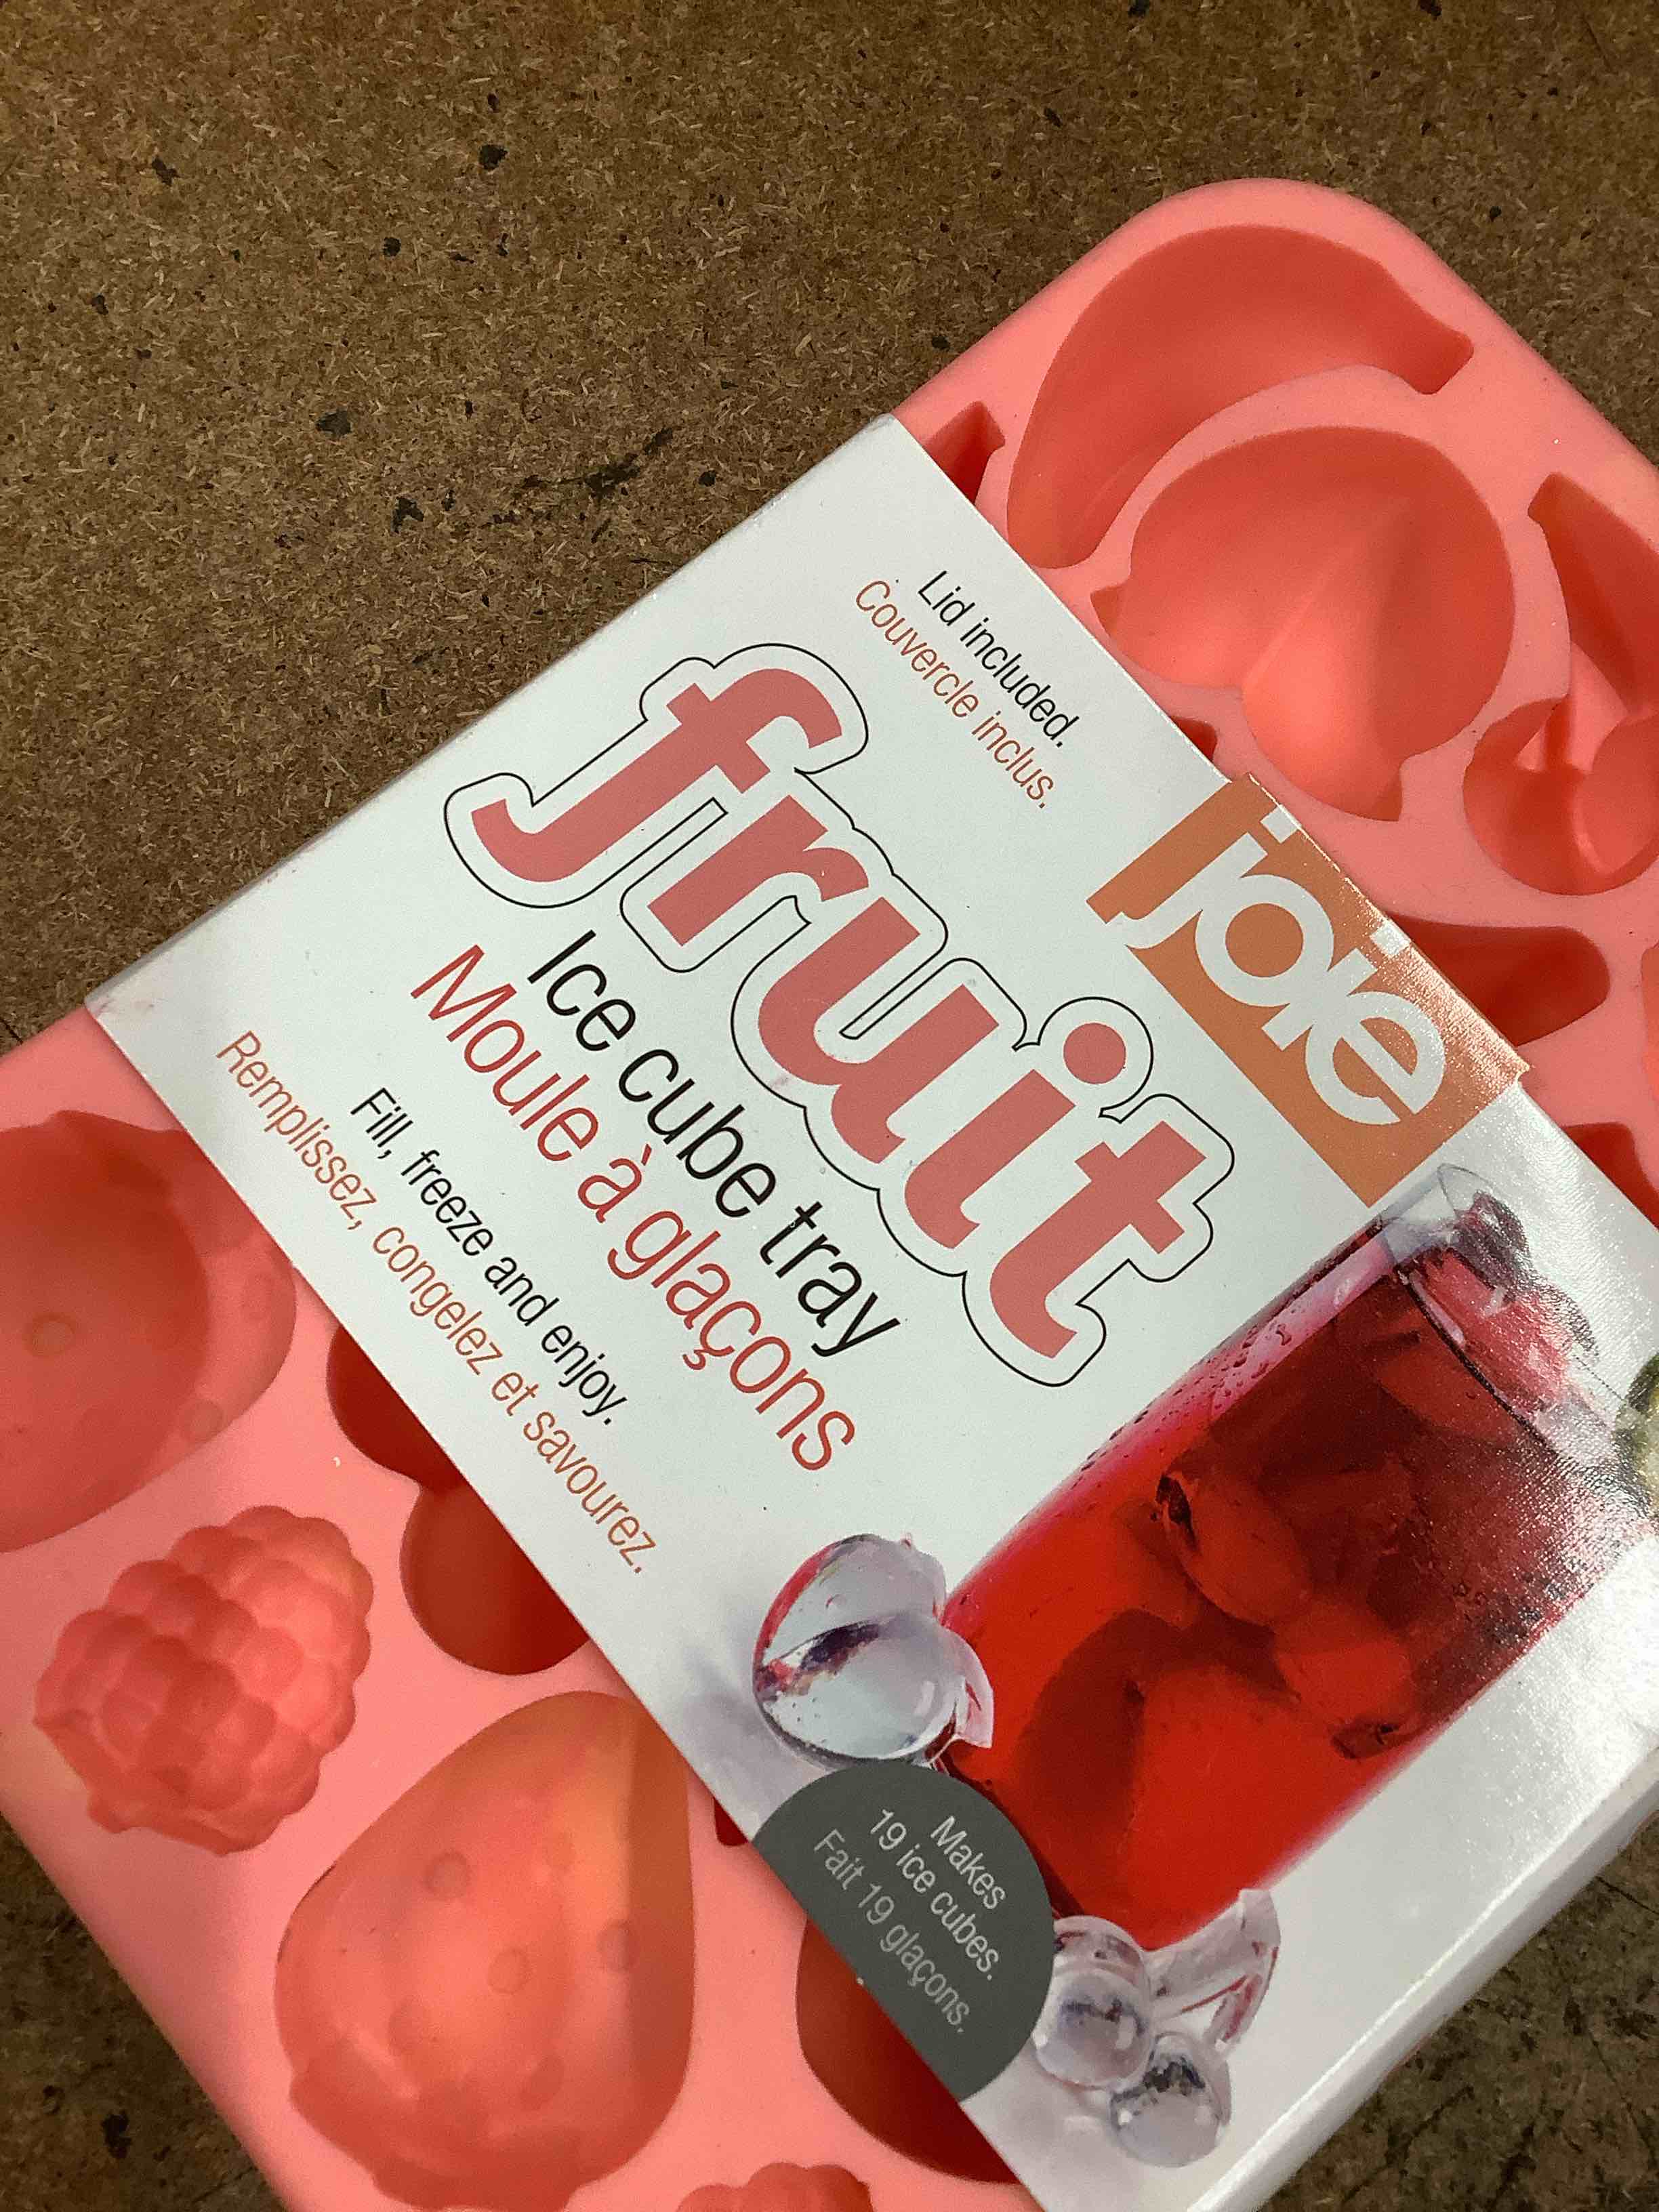 Lid included.
Couvercle inclus.
joie
fruit
Ice cube tray
Moule à glaçons
Fill, freeze and enjoy.
Remplissez, congelez et savourez.
Makes
19 ice cubes.
Fait 19 glaçons.